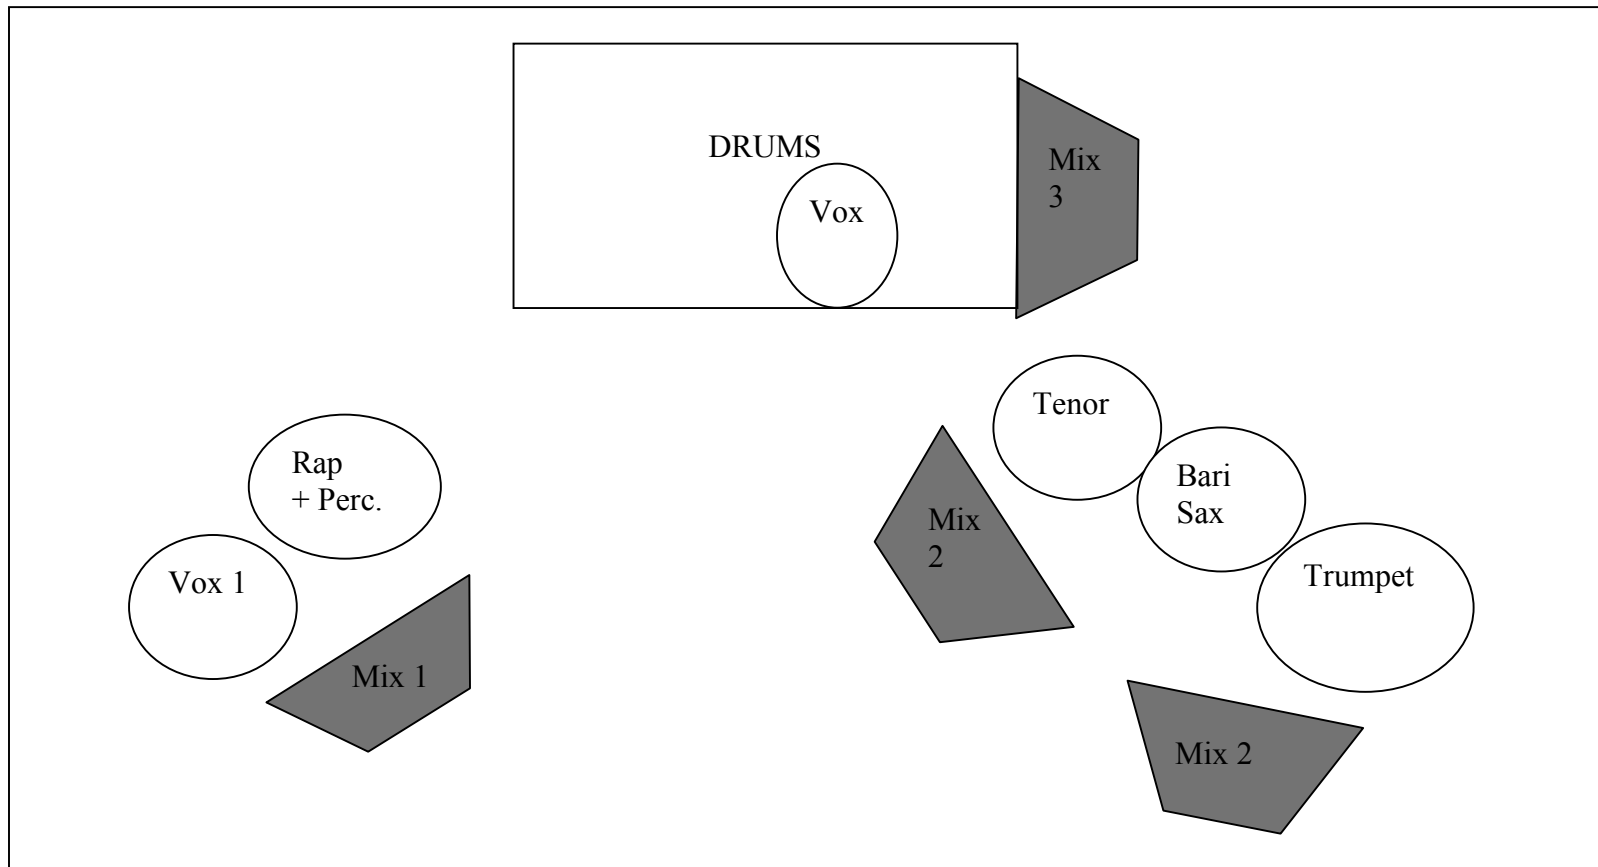 DRUMS
Mix
3
Vox
Tenor
Rap
+ Perc.
Bari
Sax
Mix
2
Vox 1
Trumpet
Mix 1
Mix 2